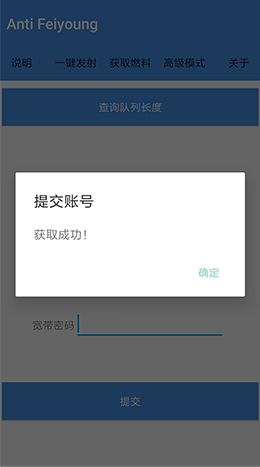 Anti Feiyoung
说明 一键发射 获取燃料 高级模式 关于
查询队列长度
提交账号
获取成功！
确定
宽带密码
提交